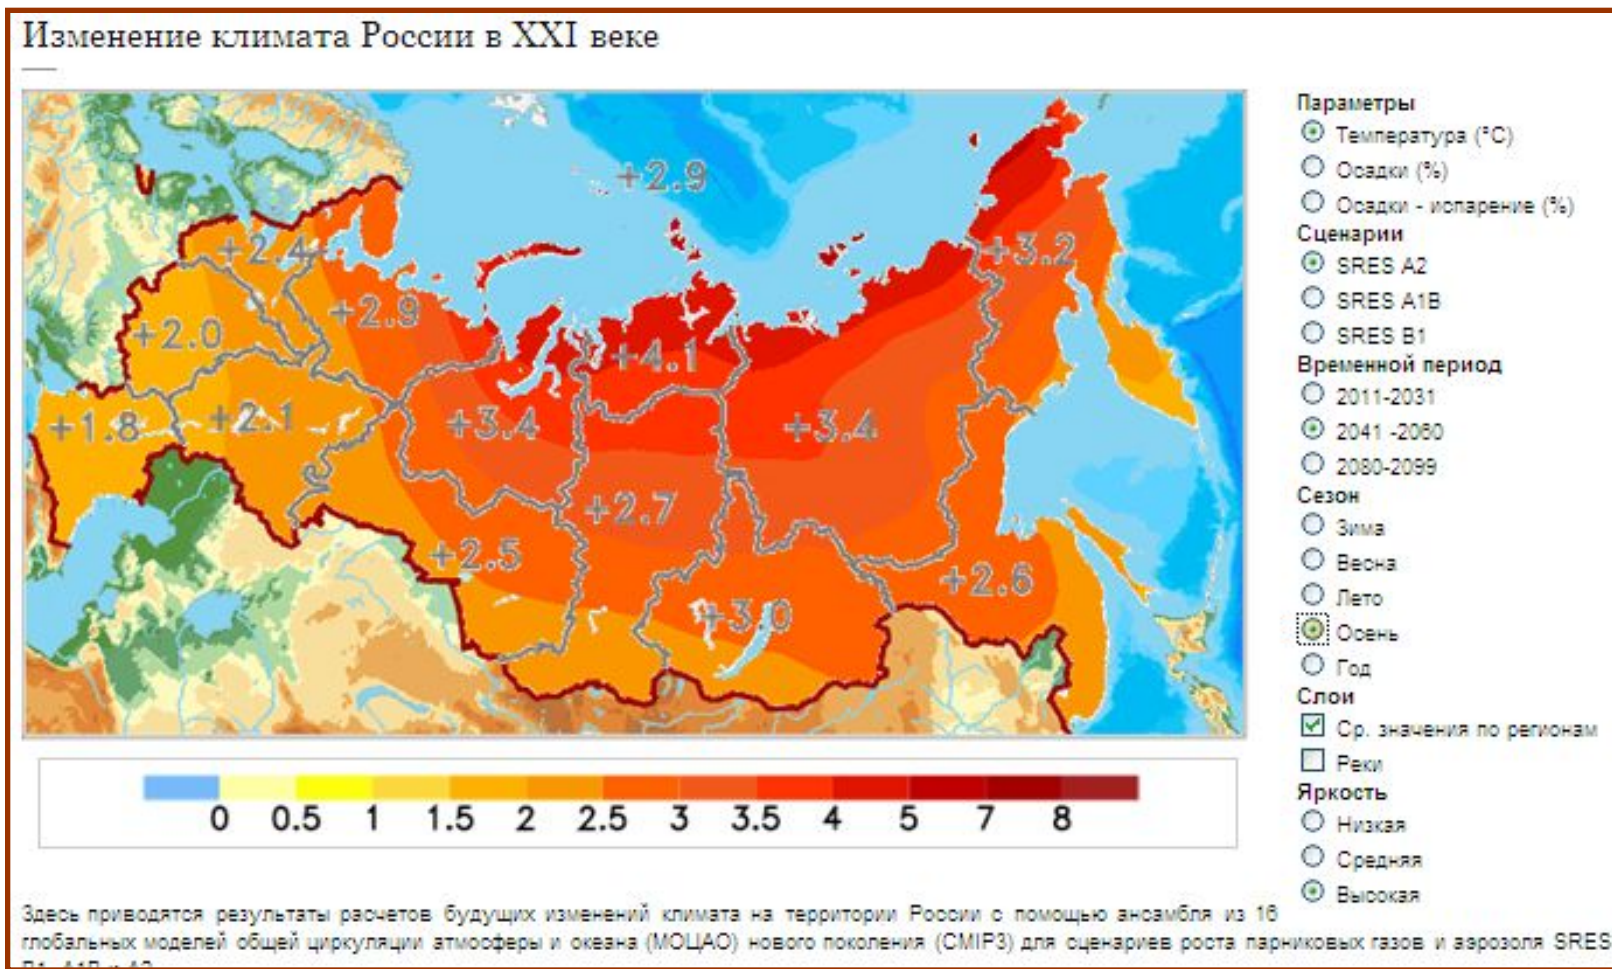 Изменение климата России в XXI веке
+2.9
+2.4
+3.2
+2.9
+2.0
+4.1
+1.8
+2.1
+3.4
+3.4
+2.7
+2.5
+2.6
+3.0
0 0.5 1 1.5 2 2.5 3 3.5 4 5 7 8
Параметры
Температура (°C)
Осадки (%)
Осадки - испарение (%)
Сценарии
SRES A2
SRES A1B
SRES B1
Временной период
2011-2031
2041 -2060
2080-2099
Сезон
Зима
Весна
Лето
Осень
Год
Слои
Ср. значения по регионам
Реки
Яркость
Низкая
Средняя
Высокая
Здесь приводятся результаты расчетов будущих изменений климата на территории России с помощью ансамбля из 16
глобальных моделей общей циркуляции атмосферы и океана (МОЦАО) нового поколения (CMIP3) для сценариев роста парниковых газов и аэрозоля SRES